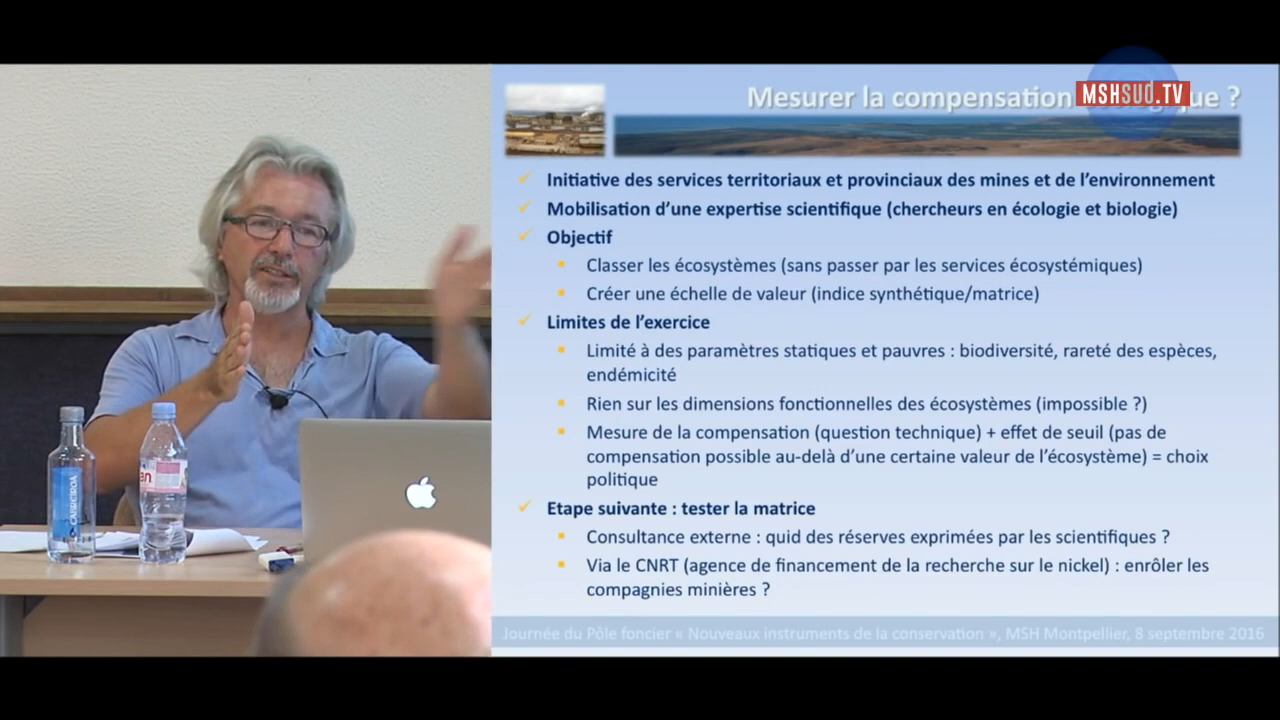 Mesurer la compensation
MSHSUD.TV
que ?
Initiative des services territoriaux et provinciaux des mines et de l'environnement
Mobilisation d'une expertise scientifique (chercheurs en écologie et biologie)
Objectif
Classer les écosystèmes (sans passer par les services écosystémiques)
Créer une échelle de valeur (indice synthétique/matrice)
Limites de l'exercice
Limité à des paramètres statiques et pauvres : biodiversité, rareté des espèces,
endémicité
Rien sur les dimensions fonctionnelles des écosystèmes (impossible ?)
Mesure de la compensation (question technique) + effet de seuil (pas de
compensation possible au-delà d'une certaine valeur de l'écosystème) = choix
politique
Etape suivante : tester la matrice
Consultance externe : quid des réserves exprimées par les scientifiques ?
Via le CNRT (agence de financement de la recherche sur le nickel) : enrôler les
compagnies minières ?
Journée du Pôle foncier « Nouveaux instruments de la conservation », MSH Montpellier, 8 septembre 2016
CABREIROÁ